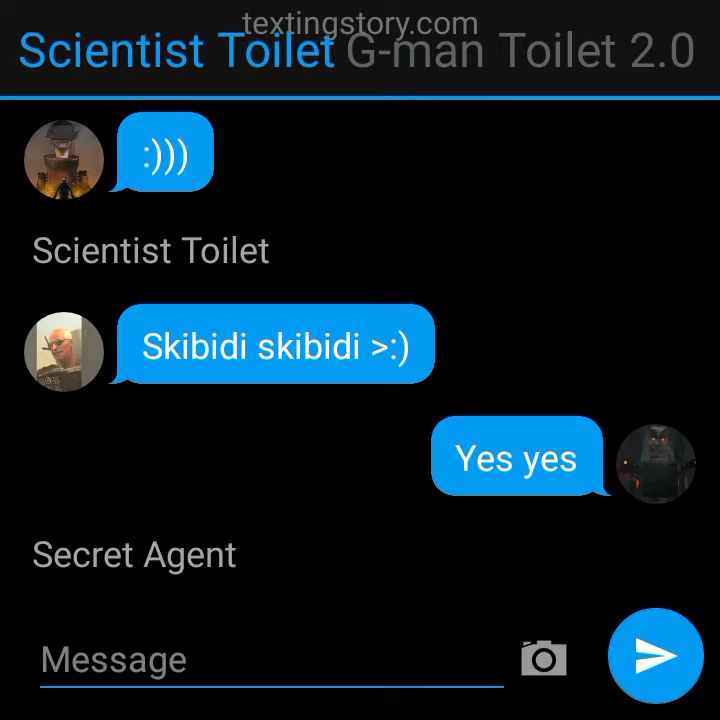 textingstory.com
Scientist Toilet G-man Toilet 2.0
:)))
Scientist Toilet
Skibidi skibidi >:)
Yes yes
Secret Agent
Message